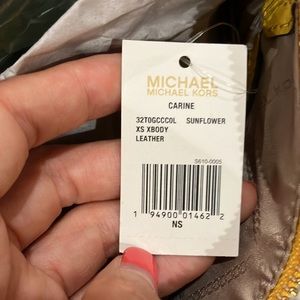 MICHAEL
MICHAEL KORS
CARINE
32T0GCCC0L SUNFLOWER
XS XBODY
LEATHER
S610-0005
1 94900 01462 2
NS